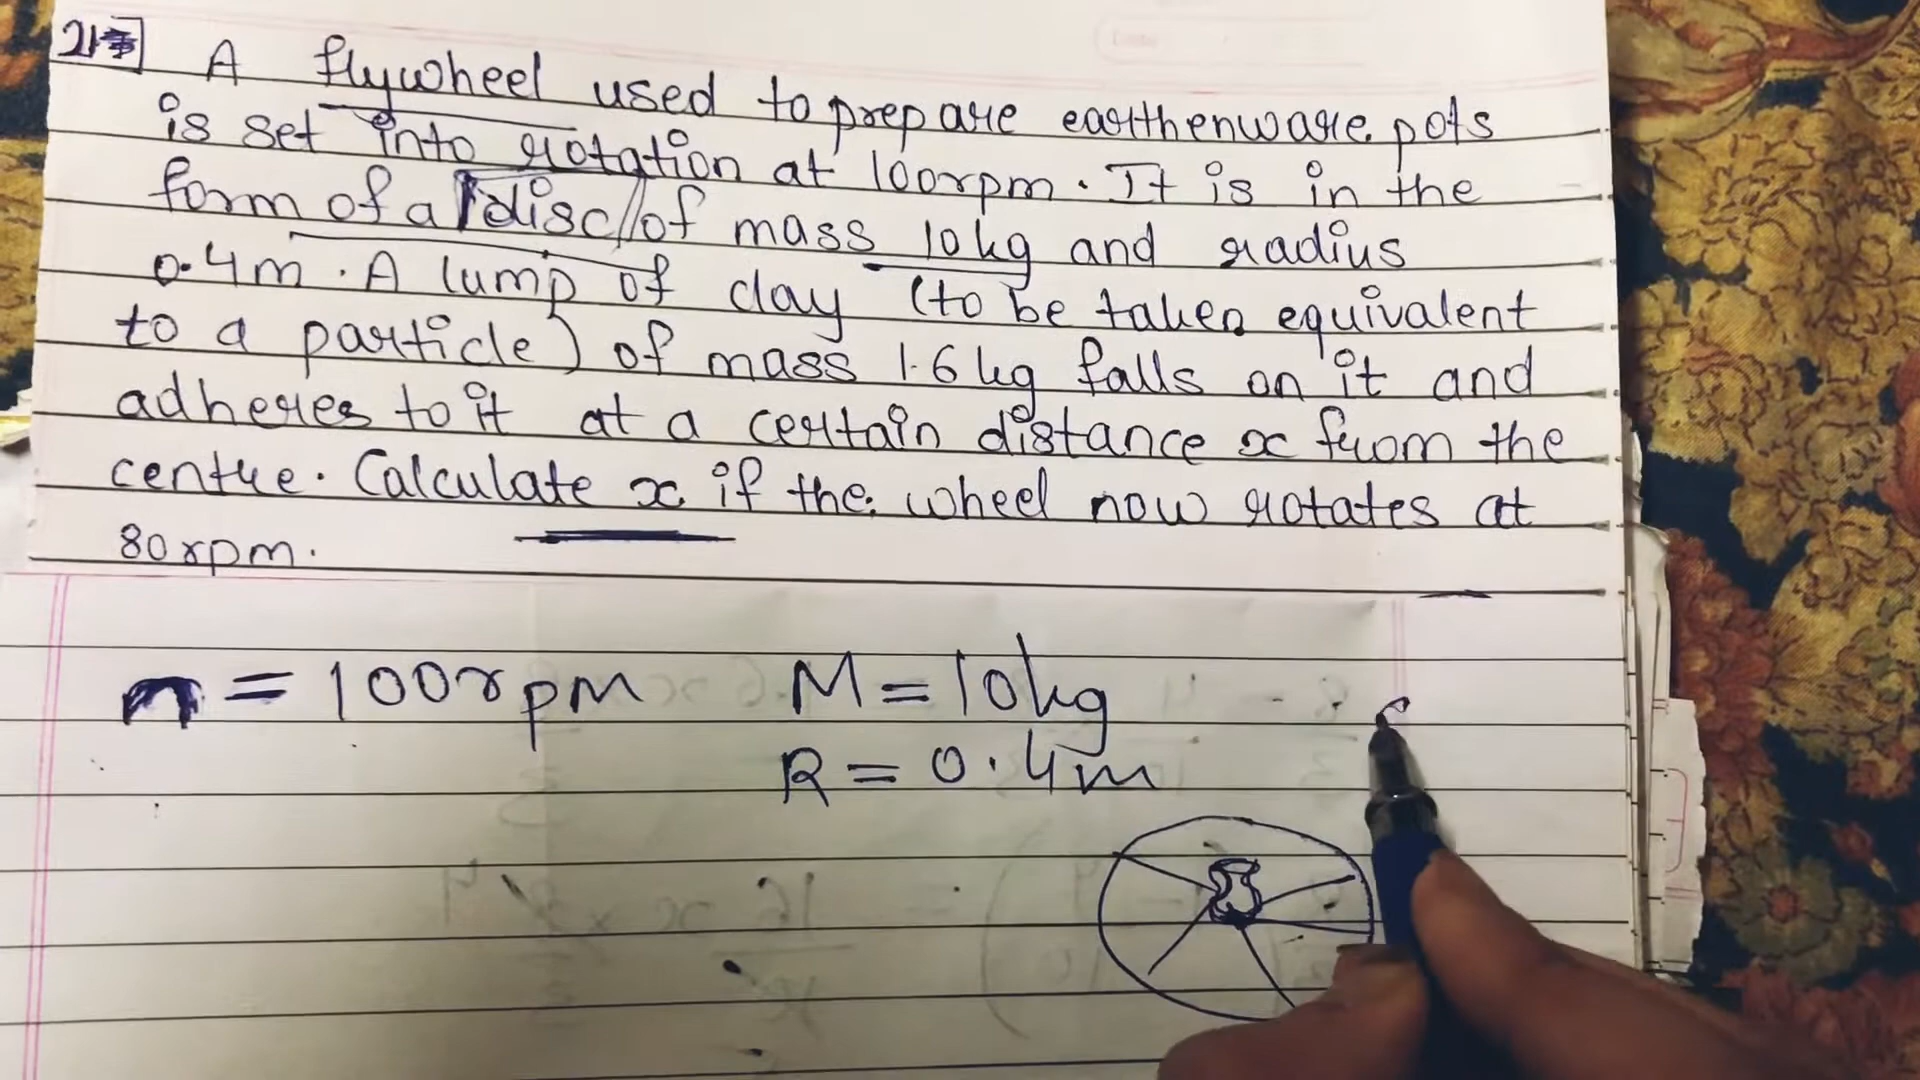 A flywheel used to prepare earthenware pots
is set into rotation at 100rpm. It is in the
form of a disc of mass 10kg and radius
0.4m. A lump of clay (to be taken equivalent
to a particle) of mass 1.6kg falls on it and
adheres to it at a certain distance x from the
centre. Calculate x if the wheel now rotates at
80rpm.
n = 100rpm M = 10kg
R = 0.4m